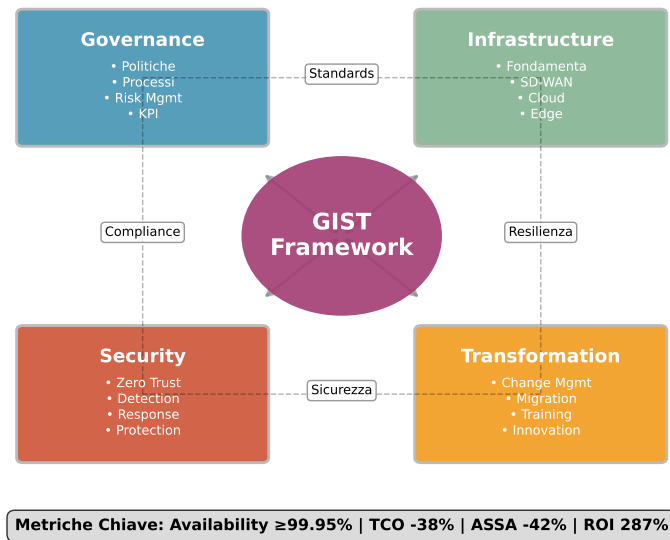 Governance
• Politiche
• Processi
• Risk Mgmt
• KPI
Standards
Infrastructure
• Fondamenta
• SD-WAN
• Cloud
• Edge
Compliance
GIST
Framework
Resilienza
Security
• Zero Trust
• Detection
• Response
• Protection
Sicurezza
Transformation
• Change Mgmt
• Migration
• Training
• Innovation
Metriche Chiave: Availability ≥99.95% | TCO -38% | ASSA -42% | ROI 287%